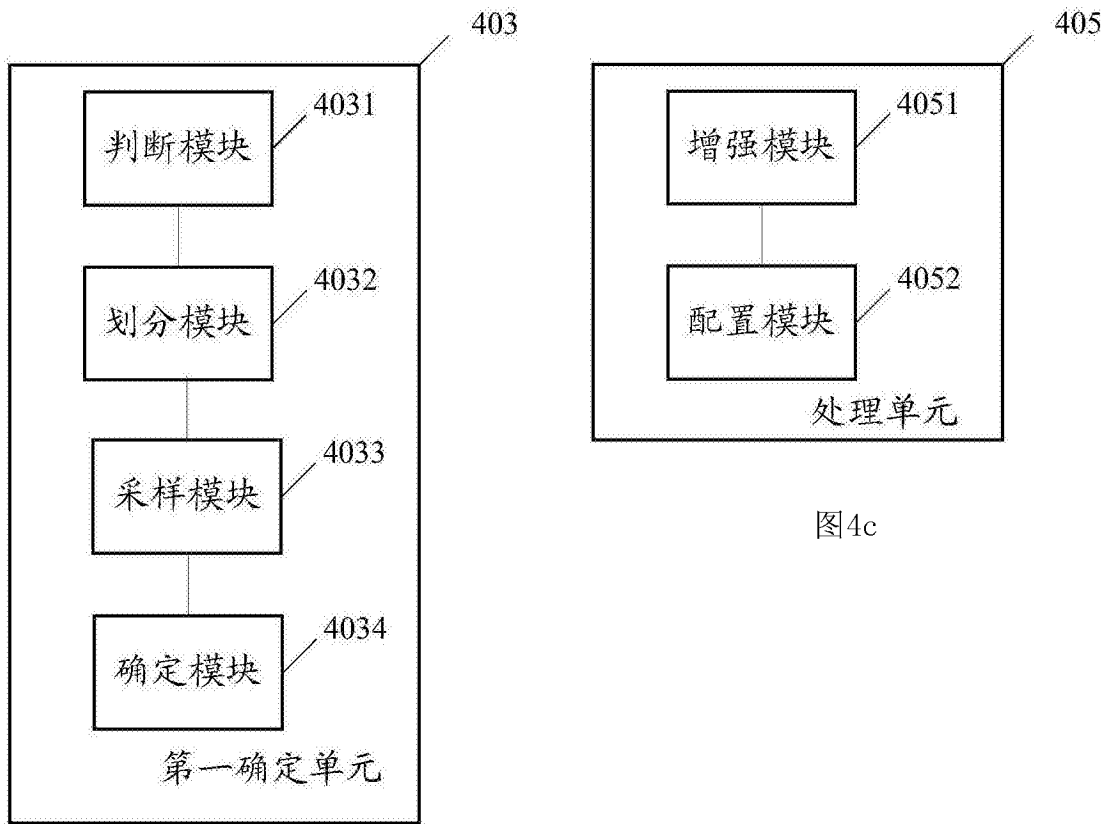 403
4031
判断模块
4032
划分模块
4033
采样模块
4034
确定模块
第一确定单元
405
4051
增强模块
4052
配置模块
处理单元
图4c